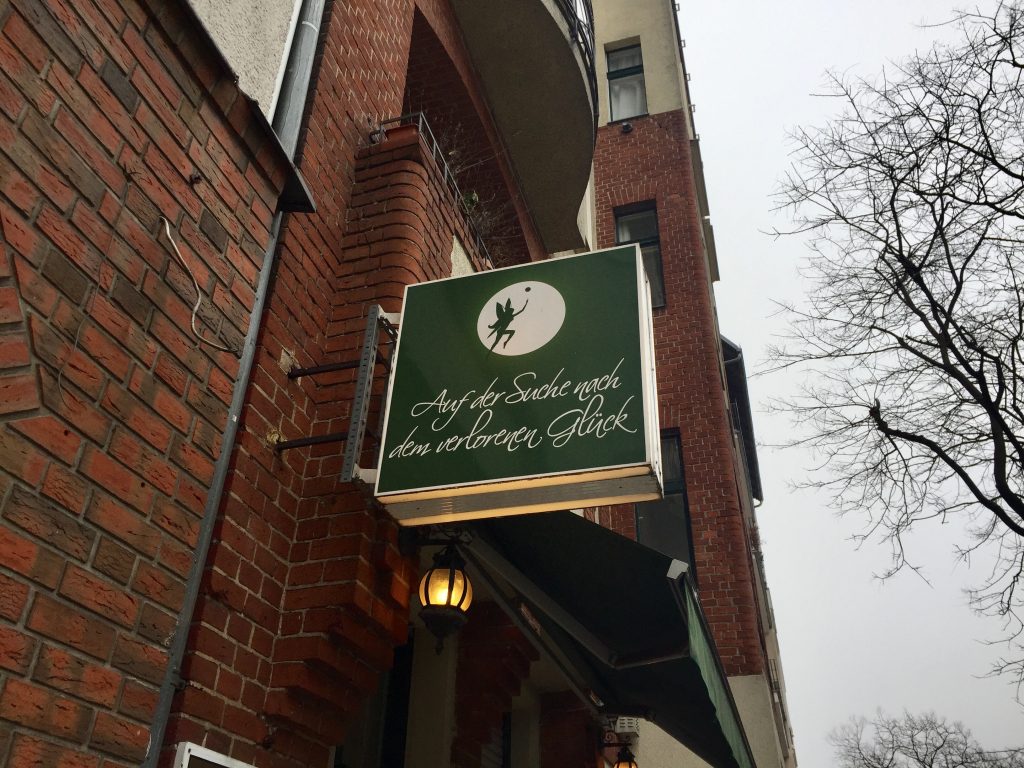 Auf der Suche nach
dem verlorenen Glück